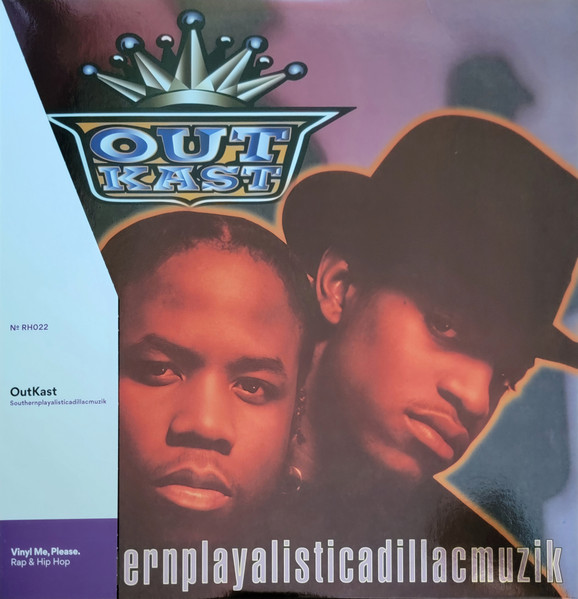 OUT
KAST
№ RH022
OutKast
Southernplayalisticadillacmuzik
ernplayalisticadillacmuzik
Vinyl Me, Please.
Rap & Hip Hop